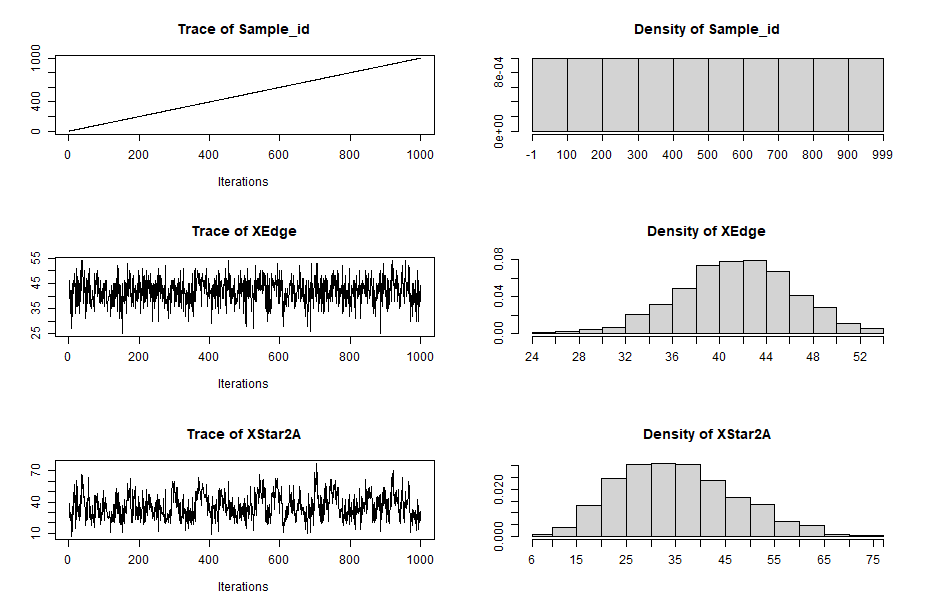 Trace of Sample_id
Density of Sample_id
0 400 1000
0 200 400 600 800 1000
Iterations
0e+00 8e-04
-1 100 200 300 400 500 600 700 800 900 999
Trace of XEdge
Density of XEdge
25 35 45 55
0 200 400 600 800 1000
Iterations
0.00 0.04 0.08
24 28 32 36 40 44 48 52
Trace of XStar2A
Density of XStar2A
10 40 70
0 200 400 600 800 1000
Iterations
0.000 0.020
6 15 25 35 45 55 65 75